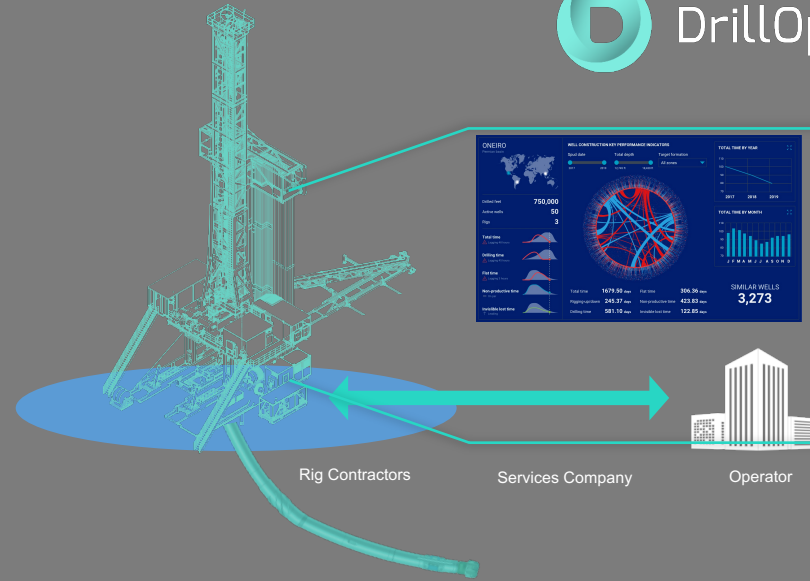 DrillOp
ONEIRO
WELL CONSTRUCTION KEY PERFORMANCE INDICATORS
Spud date Total depth Target formation
All zones
2017 2019
Drilled feet 750,000
Active wells 50
Rigs 3
Total time
Drilling time
Flat time
Non-productive time
Invisible lost time
Total time 1679.50 days Flat time 306.36 days
Rigging up/down 245.37 days Non-productive time 423.83 days
Drilling time 581.10 days Invisible lost time 122.85 days
TOTAL TIME BY YEAR
2017 2018 2019
TOTAL TIME BY MONTH
J F M A M J J A S O N D
SIMILAR WELLS
3,273
Rig Contractors
Services Company
Operator